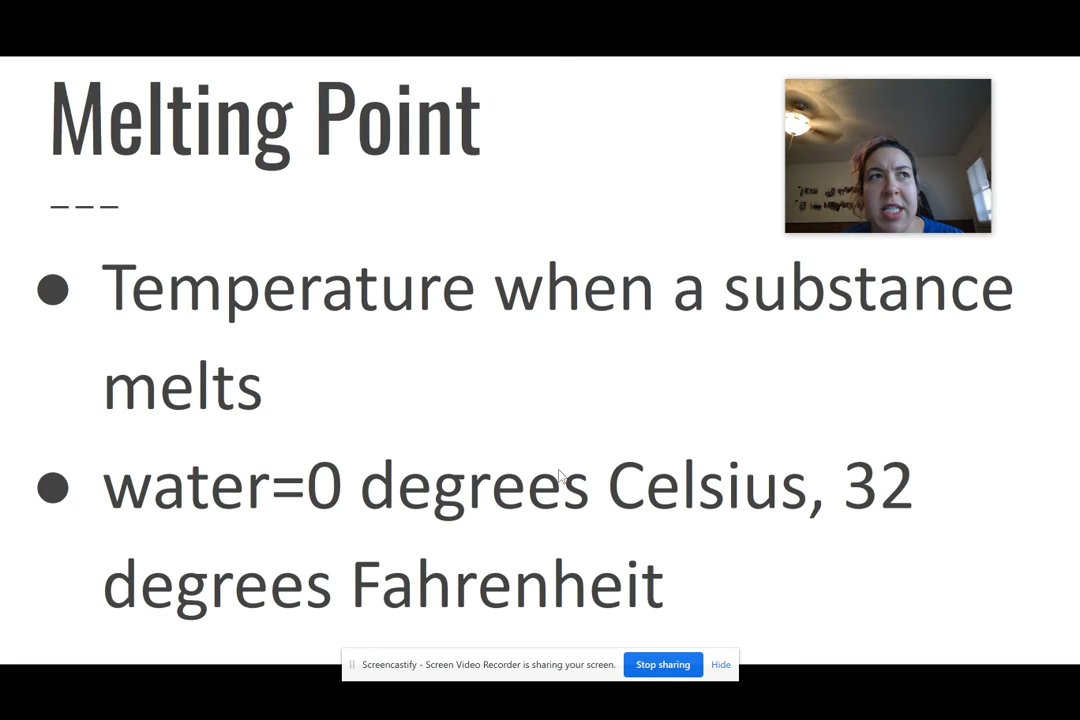 Melting Point
---
● Temperature when a substance
melts
● water=0 degrees Celsius, 32
degrees Fahrenheit
Screencastify - Screen Video Recorder is sharing your screen. Stop sharing Hide